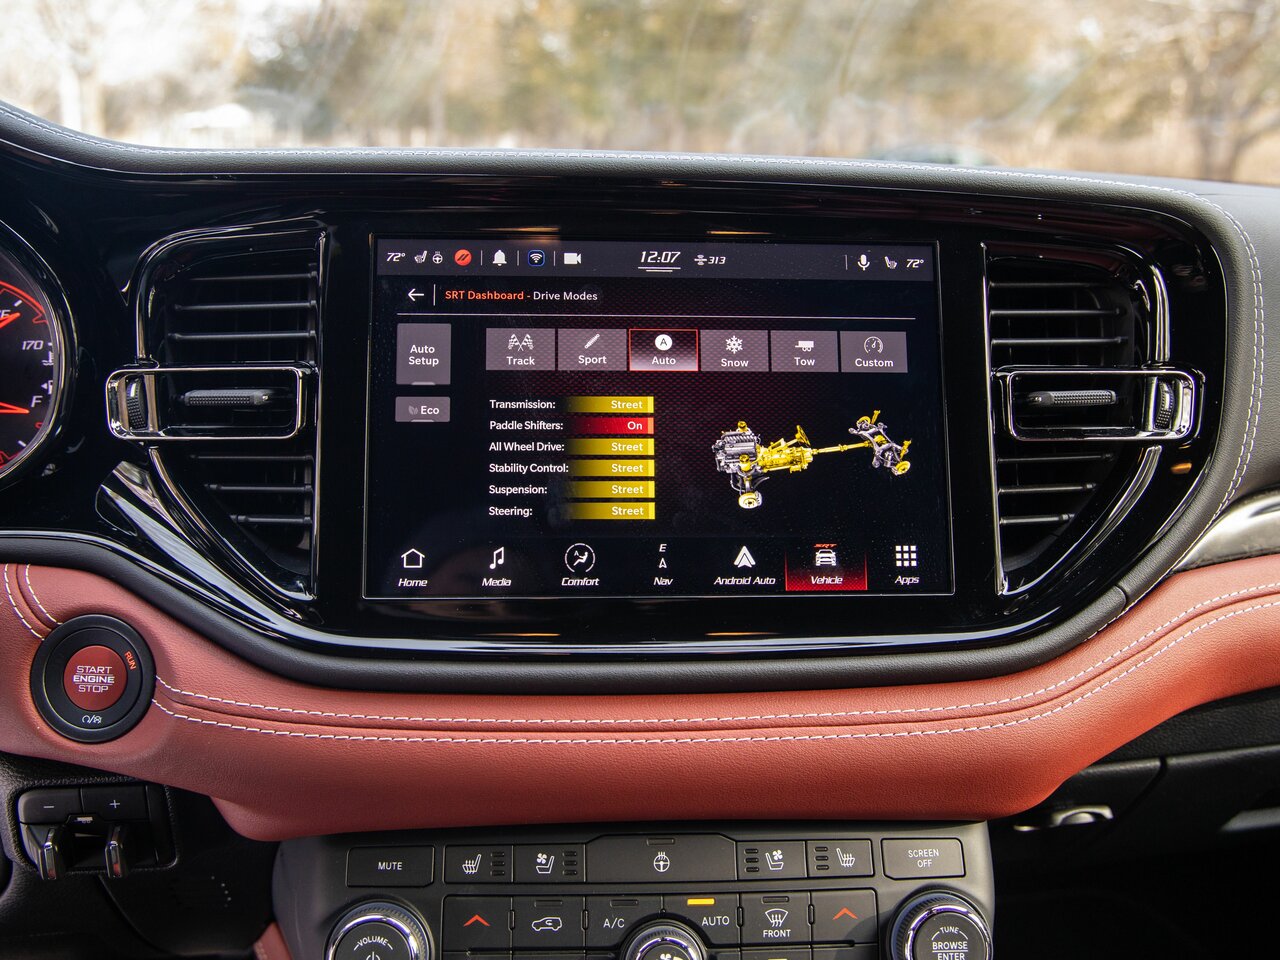 72°
12:07
313
72°
SRT Dashboard - Drive Modes
Auto
Setup
Eco
Track
Sport
A
Auto
Snow
Tow
Custom
Transmission: Street
Paddle Shifters: On
All Wheel Drive: Street
Stability Control: Street
Suspension: Street
Steering: Street
Home
Media
Comfort
E
A
Nav
Android Auto
SRT
Vehicle
Apps
170
F
START
ENGINE
STOP
RUN
− +
MUTE
SCREEN
OFF
A/C
AUTO
FRONT
VOLUME
TUNE
BROWSE
ENTER